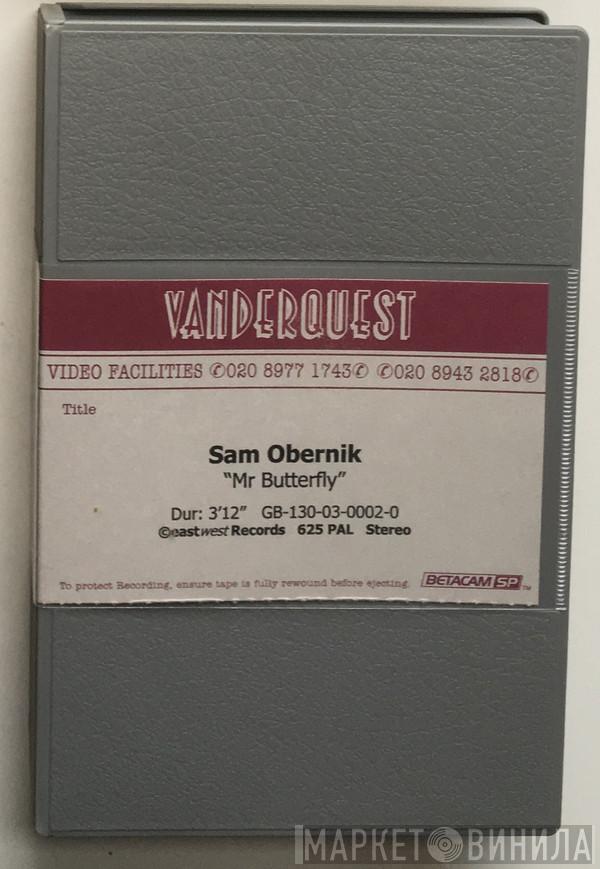 VANDERQUEST
VIDEO FACILITIES ✆020 8977 1743✆ ✆020 8943 2818✆
Title
Sam Obernik
“Mr Butterfly”
Dur: 3’12” GB-130-03-0002-0
©eastwest Records 625 PAL Stereo
To protect Recording, ensure tape is fully rewound before ejecting. BETACAM SP™
МАРКЕТ ВИНИЛА